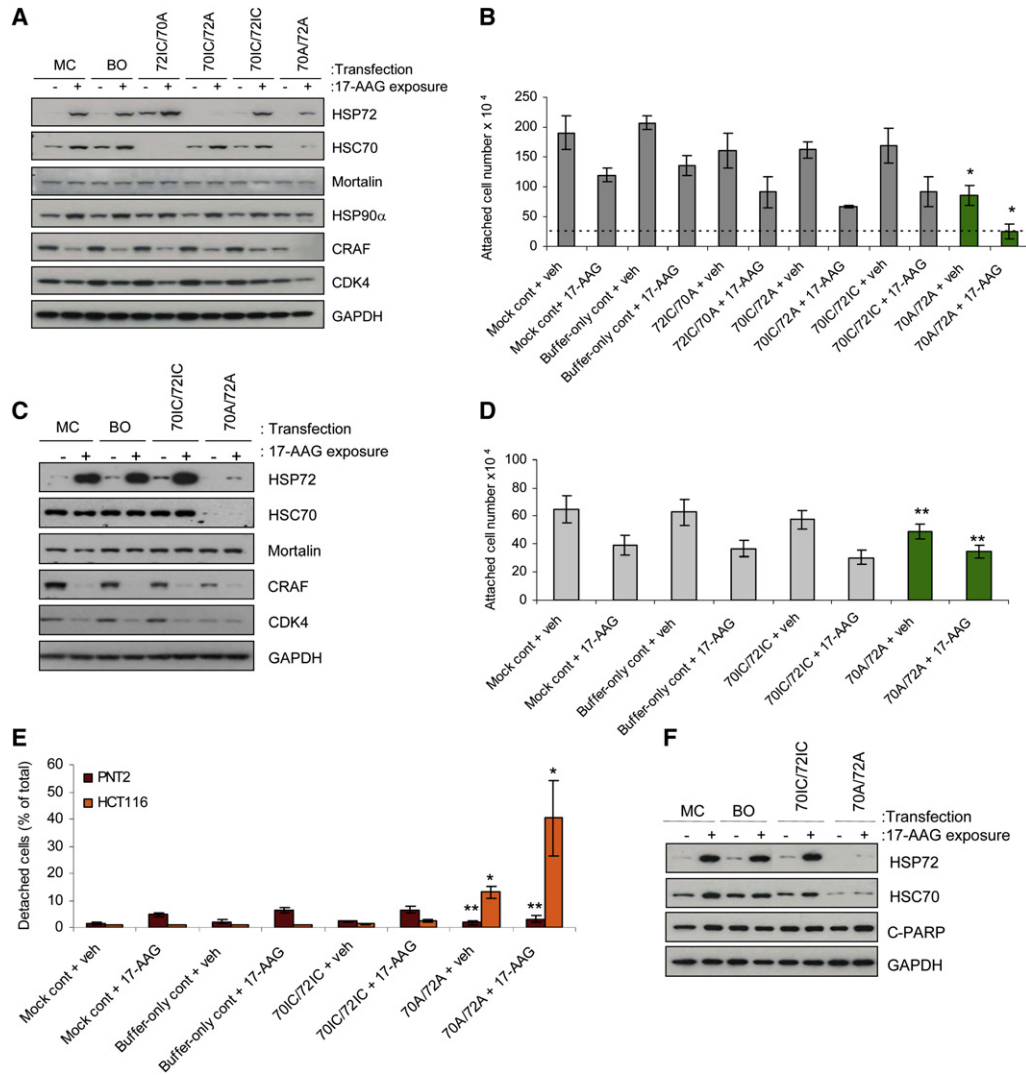 A
MC BO 72IC/70A 70IC/72A 70IC/72IC 70A/72A
:Transfection
- + - + - + - + - + - + :17-AAG exposure
HSP72
HSC70
Mortalin
HSP90α
CRAF
CDK4
GAPDH
B
Attached cell number x 10 4
250
200
150
100
50
0
* *
Mock cont + veh
Mock cont+ 17-AAG
Buffer-only cont + veh
Buffer-only cont + 17-AAG
72IC/70A + veh
72IC/70A + 17-AAG
70IC/72A + veh
70IC/72A + 17-AAG
70IC/72IC + veh
70IC/72IC + 17-AAG
70A/72A + veh
70A/72A + 17-AAG
C
MC BO 70IC/72IC 70A/72A
: Transfection
- + - + - + - + : 17-AAG exposure
HSP72
HSC70
Mortalin
CRAF
CDK4
GAPDH
D
Attached cell number x10 4
100
80
60
40
20
0
** **
Mock cont + veh
Mock cont + 17-AAG
Buffer-only cont + veh
Buffer-only cont + 17-AAG
70IC/72IC + veh
70IC/72IC + 17-AAG
70A/72A + veh
70A/72A + 17-AAG
E
Detached cells (% of total)
60
50
40
30
20
10
0
PNT2
HCT116
** * ** *
Mock cont + veh
Mock cont + 17-AAG
Buffer-only cont + veh
Buffer-only cont + 17-AAG
70IC/72IC + veh
70IC/72IC + 17-AAG
70A/72A + veh
70A/72A + 17-AAG
F
MC BO 70IC/72IC 70A/72A
:Transfection
- + - + - + - + :17-AAG exposure
HSP72
HSC70
C-PARP
GAPDH